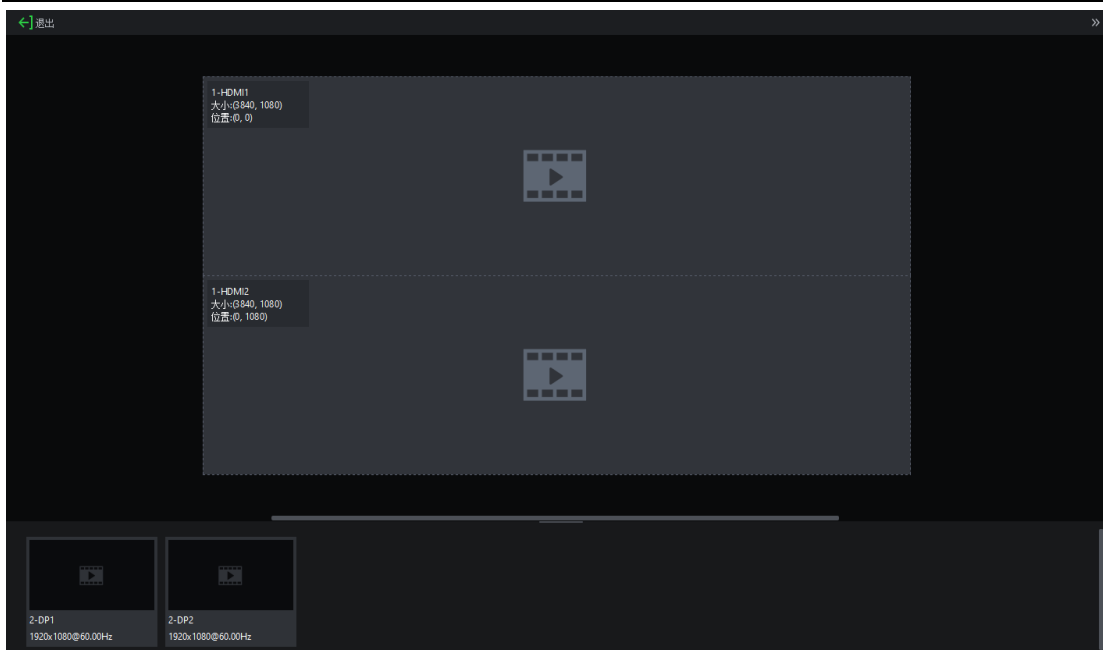 退出
1-HDMI1
大小:(3840, 1080)
位置:(0, 0)
1-HDMI2
大小:(3840, 1080)
位置:(0, 1080)
2-DP1
1920x1080@60.00Hz
2-DP2
1920x1080@60.00Hz